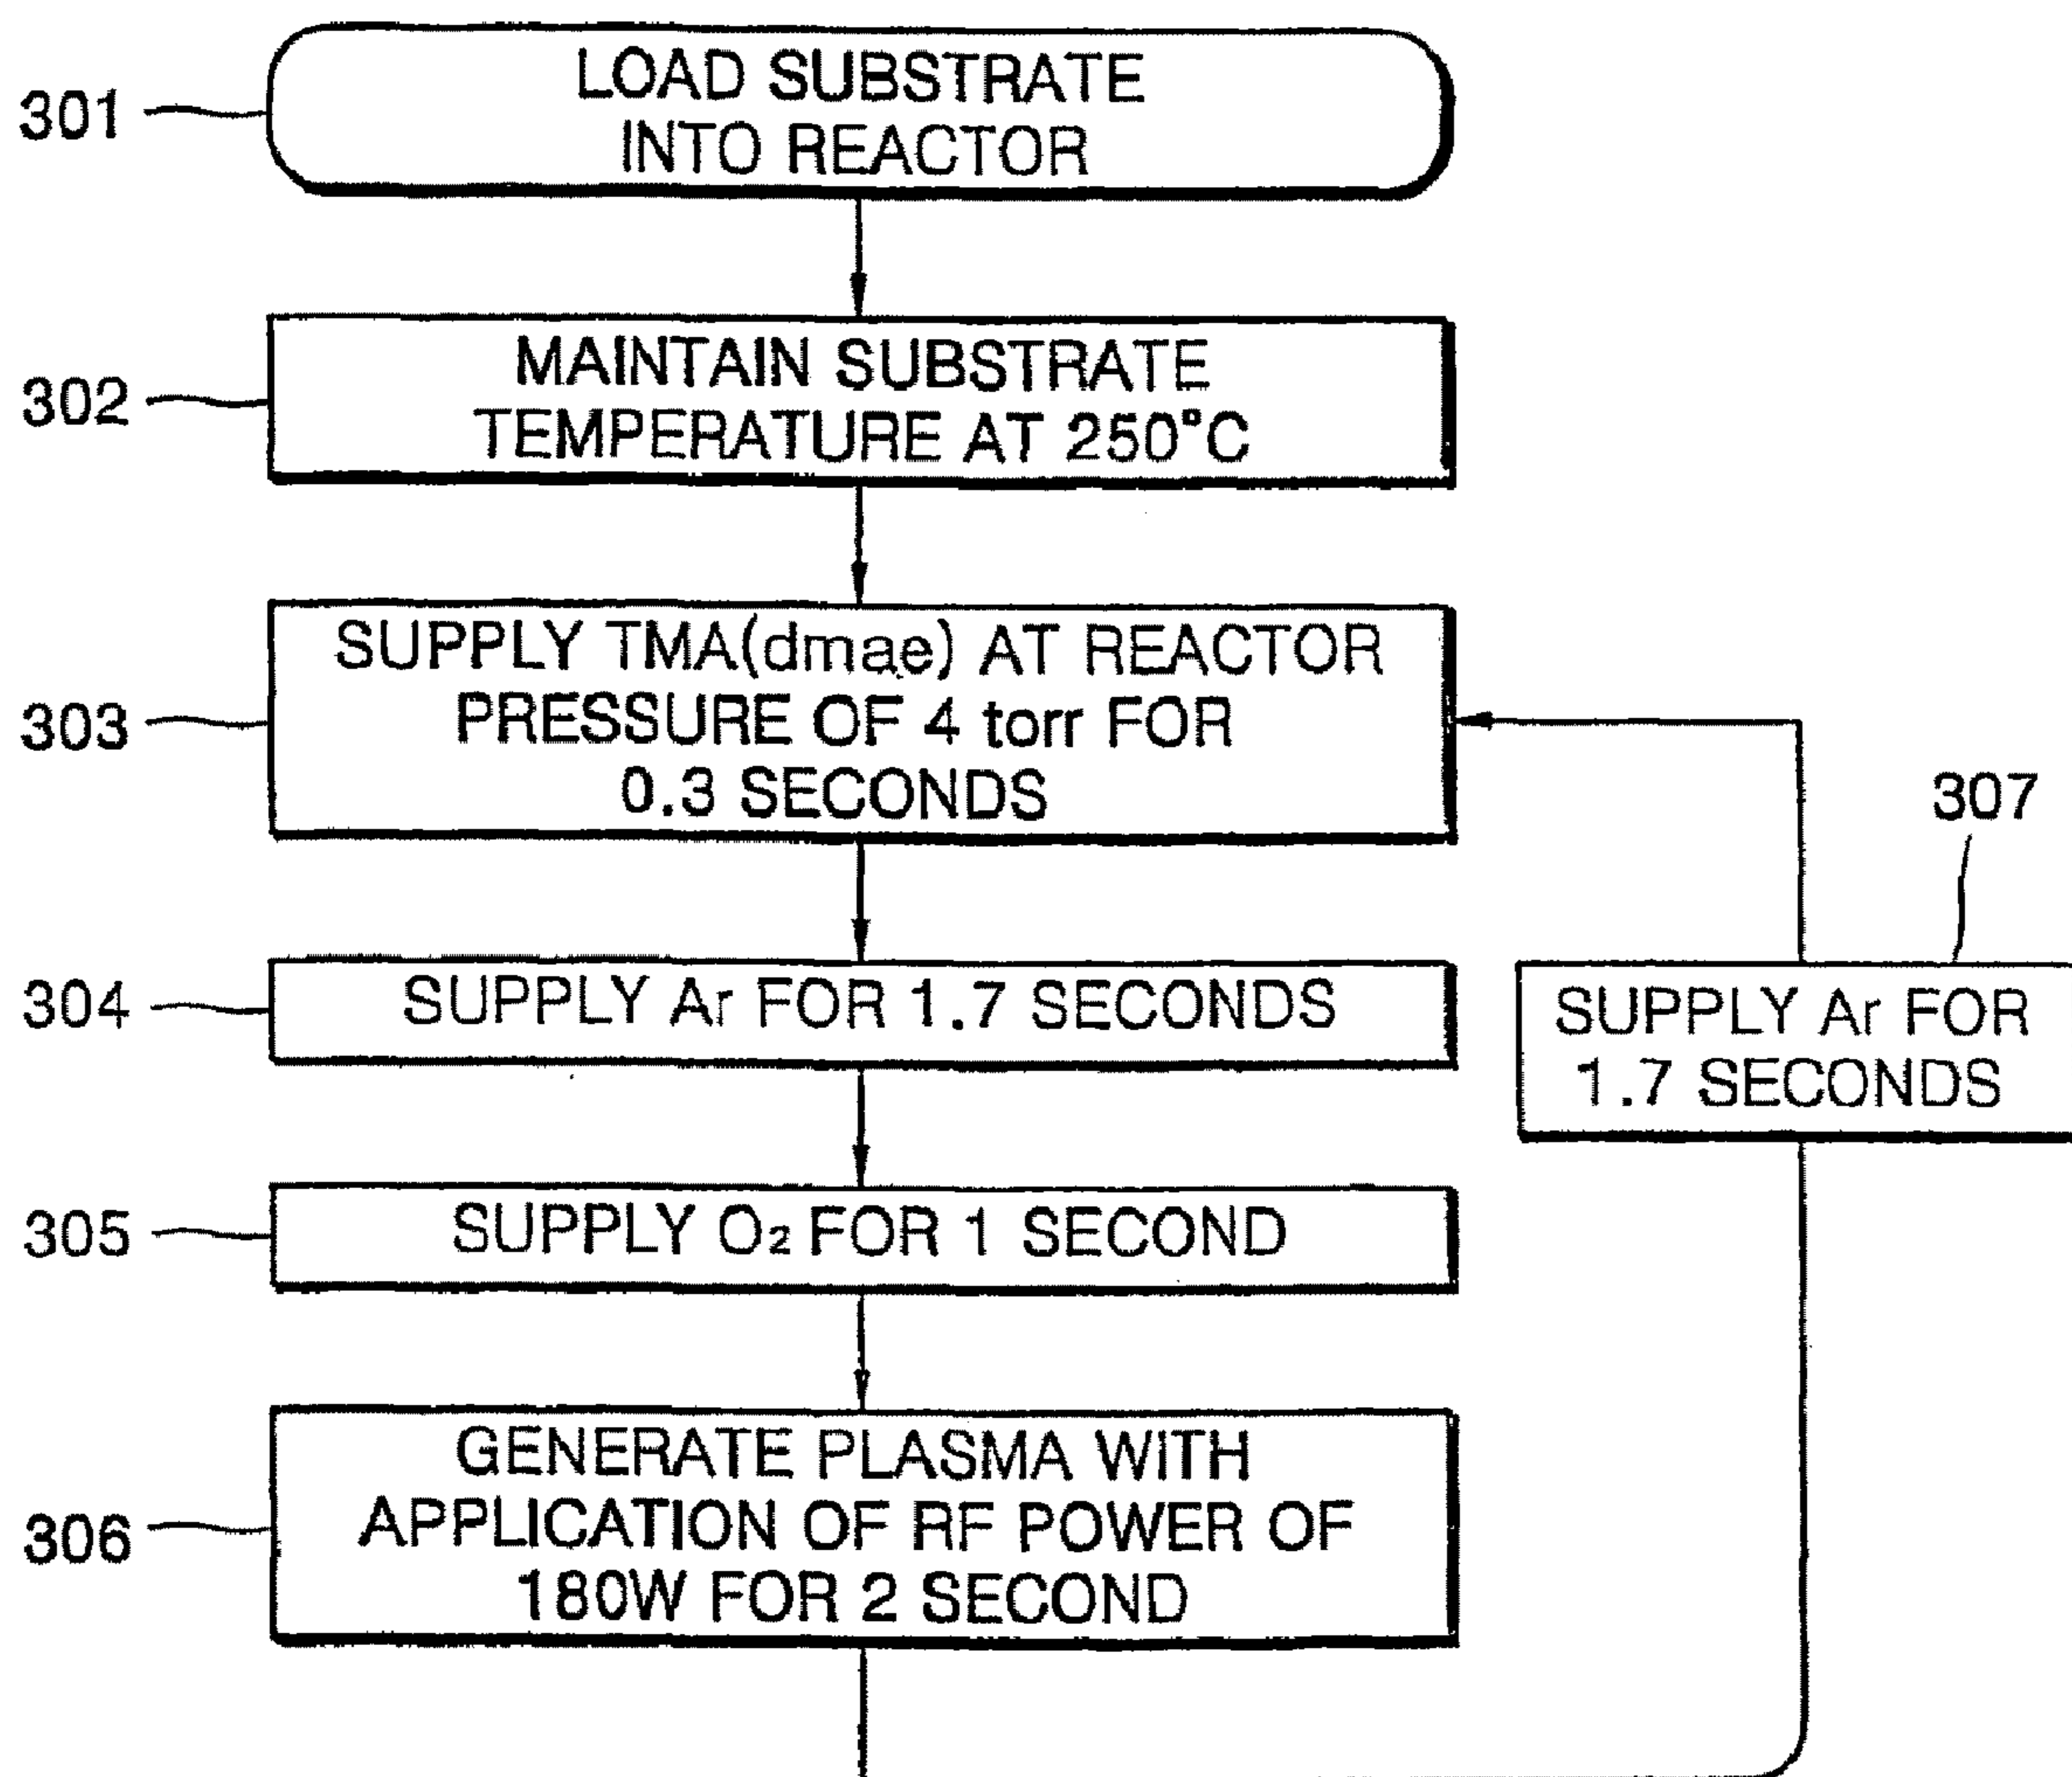 301
LOAD SUBSTRATE
INTO REACTOR
302
MAINTAIN SUBSTRATE
TEMPERATURE AT 250°C
303
SUPPLY TMA(dmae) AT REACTOR
PRESSURE OF 4 torr FOR
0.3 SECONDS
304
SUPPLY Ar FOR 1.7 SECONDS
305
SUPPLY O₂ FOR 1 SECOND
306
GENERATE PLASMA WITH
APPLICATION OF RF POWER OF
180W FOR 2 SECOND
307
SUPPLY Ar FOR
1.7 SECONDS